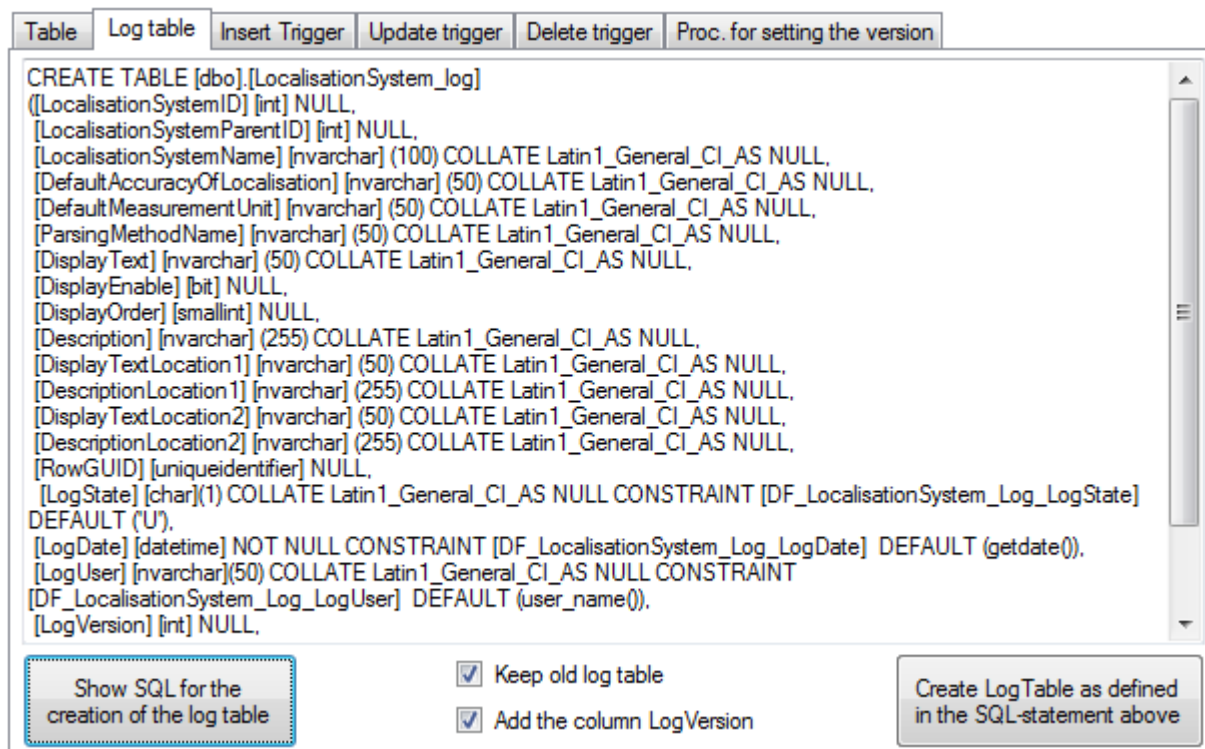 Table Log table Insert Trigger Update trigger Delete trigger Proc. for setting the version
CREATE TABLE [dbo].[LocalisationSystem_log]
([LocalisationSystemID] [int] NULL,
[LocalisationSystemParentID] [int] NULL,
[LocalisationSystemName] [nvarchar] (100) COLLATE Latin1_General_CI_AS NULL,
[DefaultAccuracyOfLocalisation] [nvarchar] (50) COLLATE Latin1_General_CI_AS NULL,
[DefaultMeasurementUnit] [nvarchar] (50) COLLATE Latin1_General_CI_AS NULL,
[ParsingMethodName] [nvarchar] (50) COLLATE Latin1_General_CI_AS NULL,
[DisplayText] [nvarchar] (50) COLLATE Latin1_General_CI_AS NULL,
[DisplayEnable] [bit] NULL,
[DisplayOrder] [smallint] NULL,
[Description] [nvarchar] (255) COLLATE Latin1_General_CI_AS NULL,
[DisplayTextLocation1] [nvarchar] (50) COLLATE Latin1_General_CI_AS NULL,
[DescriptionLocation1] [nvarchar] (255) COLLATE Latin1_General_CI_AS NULL,
[DisplayTextLocation2] [nvarchar] (50) COLLATE Latin1_General_CI_AS NULL,
[DescriptionLocation2] [nvarchar] (255) COLLATE Latin1_General_CI_AS NULL,
[RowGUID] [uniqueidentifier] NULL,
[LogState] [char](1) COLLATE Latin1_General_CI_AS NULL CONSTRAINT [DF_LocalisationSystem_Log_LogState]
DEFAULT ('U'),
[LogDate] [datetime] NOT NULL CONSTRAINT [DF_LocalisationSystem_Log_LogDate] DEFAULT (getdate()),
[LogUser] [nvarchar](50) COLLATE Latin1_General_CI_AS NULL CONSTRAINT
[DF_LocalisationSystem_Log_LogUser] DEFAULT (user_name()),
[LogVersion] [int] NULL,
Show SQL for the
creation of the log table
Keep old log table
Add the column LogVersion
Create LogTable as defined
in the SQL-statement above